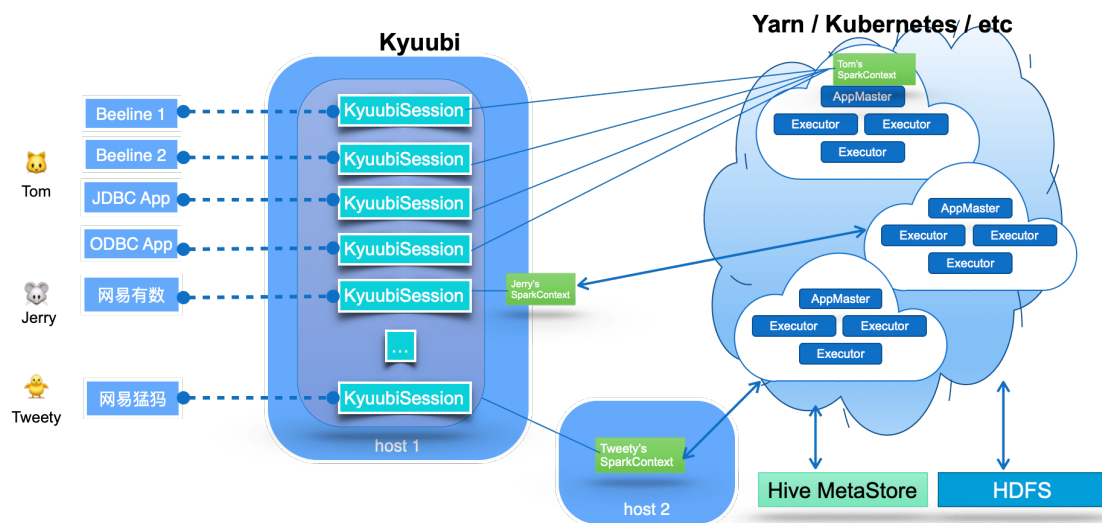 Kyuubi
Yarn / Kubernetes / etc
Tom
Jerry
Tweety
Beeline 1
Beeline 2
JDBC App
ODBC App
网易有数
网易猛犸
KyuubiSession
KyuubiSession
KyuubiSession
KyuubiSession
KyuubiSession
...
KyuubiSession
host 1
Jerry's
SparkContext
Tweety's
SparkContext
host 2
Tom's
SparkContext
AppMaster
Executor
Executor
Executor
AppMaster
Executor
Executor
Executor
AppMaster
Executor
Executor
Executor
Hive MetaStore
HDFS